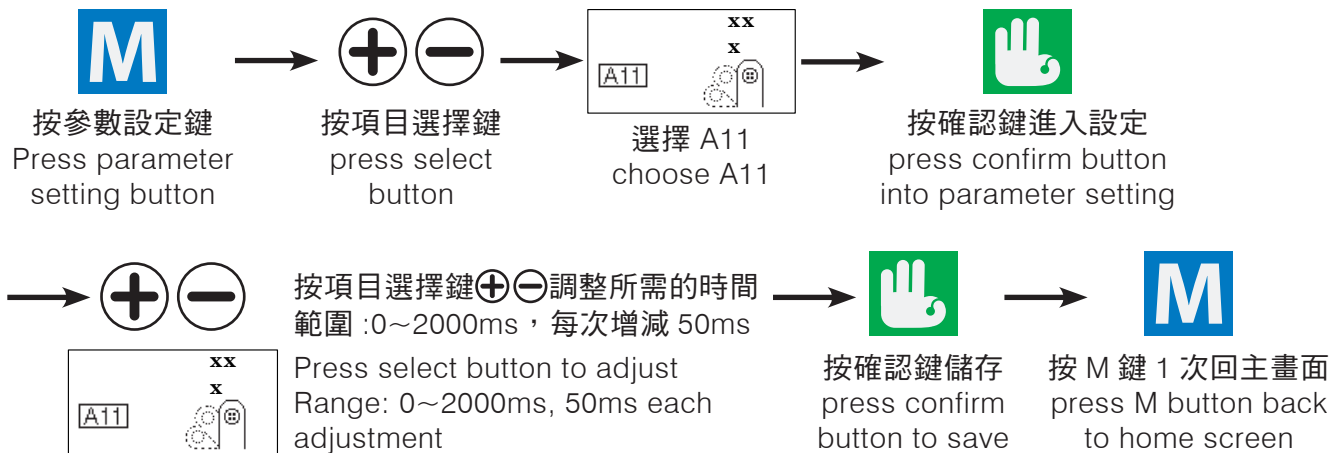 M
按參數設定鍵
Press parameter
setting button
按項目選擇鍵
press select
button
xx
x
A11
選擇 A11
choose A11
按確認鍵進入設定
press confirm button
into parameter setting
xx
x
A11
按項目選擇鍵⊕⊖調整所需的時間
範圍 :0~2000ms，每次增減 50ms
Press select button to adjust
Range: 0~2000ms, 50ms each
adjustment
按確認鍵儲存
press confirm
button to save
M
按 M 鍵 1 次回主畫面
press M button back
to home screen